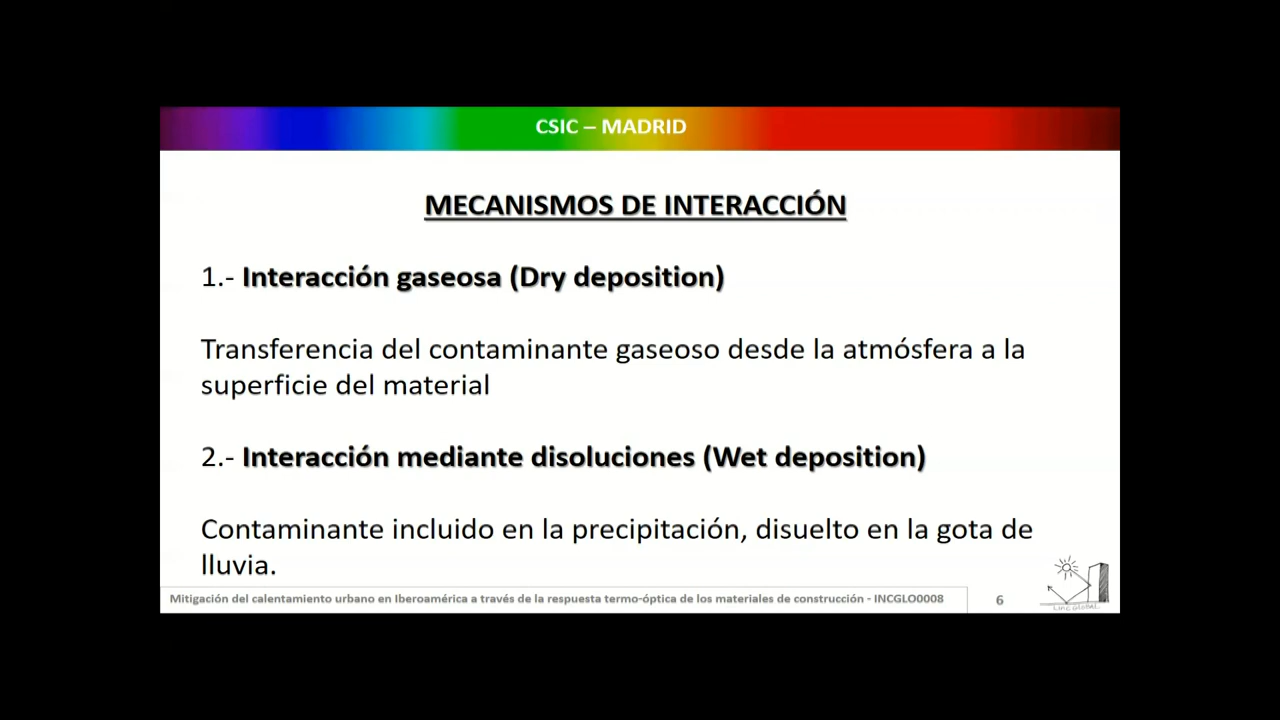 CSIC – MADRID
MECANISMOS DE INTERACCIÓN
1.- Interacción gaseosa (Dry deposition)
Transferencia del contaminante gaseoso desde la atmósfera a la
superficie del material
2.- Interacción mediante disoluciones (Wet deposition)
Contaminante incluido en la precipitación, disuelto en la gota de
lluvia.
Mitigación del calentamiento urbano en Iberoamérica a través de la respuesta termo-óptica de los materiales de construcción - INCGLO0008
6
Linc Global